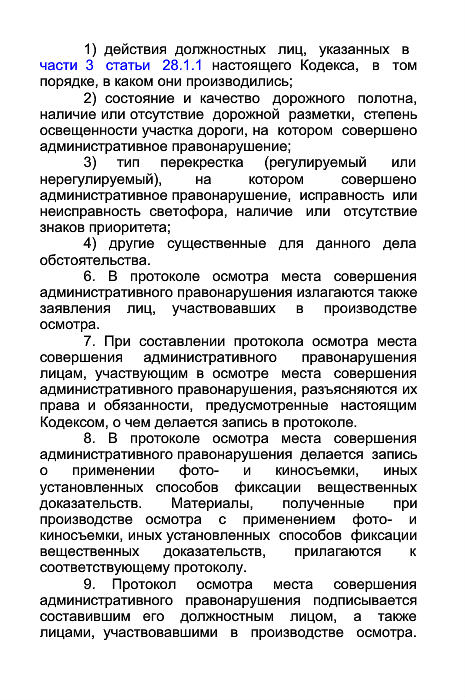 1) действия должностных лиц, указанных в
части 3 статьи 28.1.1 настоящего Кодекса, в том
порядке, в каком они производились;
2) состояние и качество дорожного полотна,
наличие или отсутствие дорожной разметки, степень
освещенности участка дороги, на котором совершено
административное правонарушение;
3) тип перекрестка (регулируемый или
нерегулируемый), на котором совершено
административное правонарушение, исправность или
неисправность светофора, наличие или отсутствие
знаков приоритета;
4) другие существенные для данного дела
обстоятельства.
6. В протоколе осмотра места совершения
административного правонарушения излагаются также
заявления лиц, участвовавших в производстве
осмотра.
7. При составлении протокола осмотра места
совершения административного правонарушения
лицам, участвующим в осмотре места совершения
административного правонарушения, разъясняются их
права и обязанности, предусмотренные настоящим
Кодексом, о чем делается запись в протоколе.
8. В протоколе осмотра места совершения
административного правонарушения делается запись
о применении фото- и киносъемки, иных
установленных способов фиксации вещественных
доказательств. Материалы, полученные при
производстве осмотра с применением фото- и
киносъемки, иных установленных способов фиксации
вещественных доказательств, прилагаются к
соответствующему протоколу.
9. Протокол осмотра места совершения
административного правонарушения подписывается
составившим его должностным лицом, а также
лицами, участвовавшими в производстве осмотра.